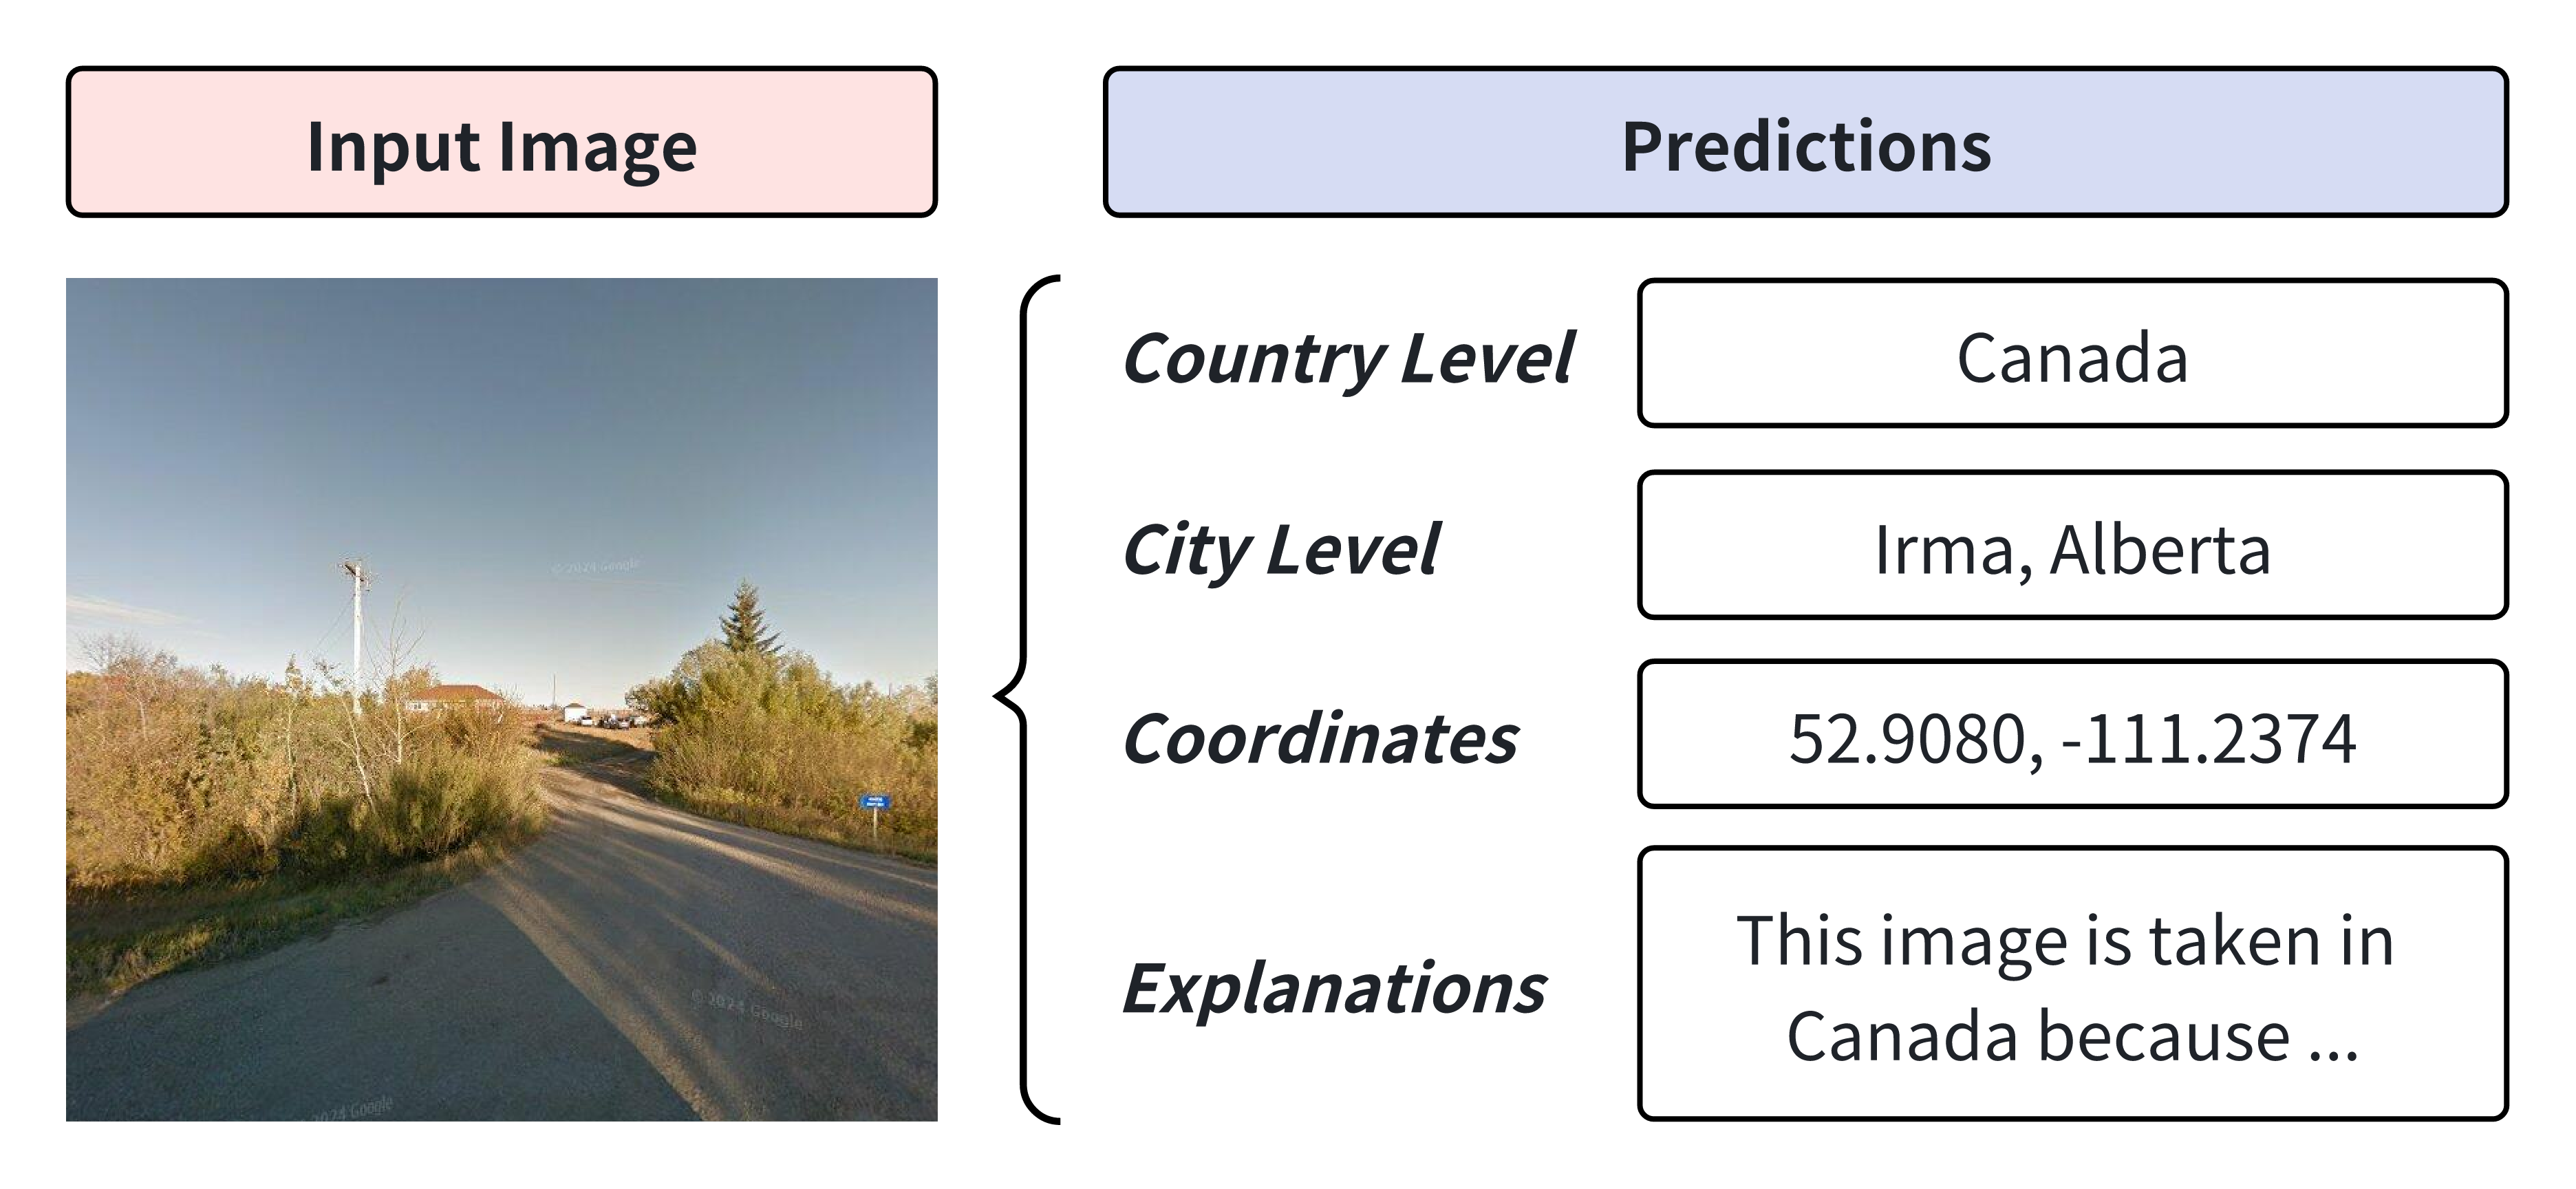 Input Image
Predictions
Country Level
Canada
City Level
Irma, Alberta
Coordinates
52.9080, -111.2374
Explanations
This image is taken in
Canada because ...
© 2024 Google
© 2024 Google
2024 Google